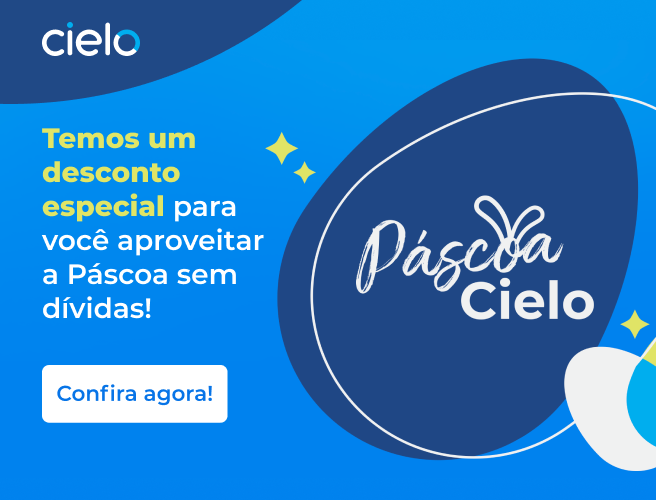 cielo
Temos um
desconto
especial para
você aproveitar
a Páscoa sem
dívidas!
Páscoa
Cielo
Confira agora!